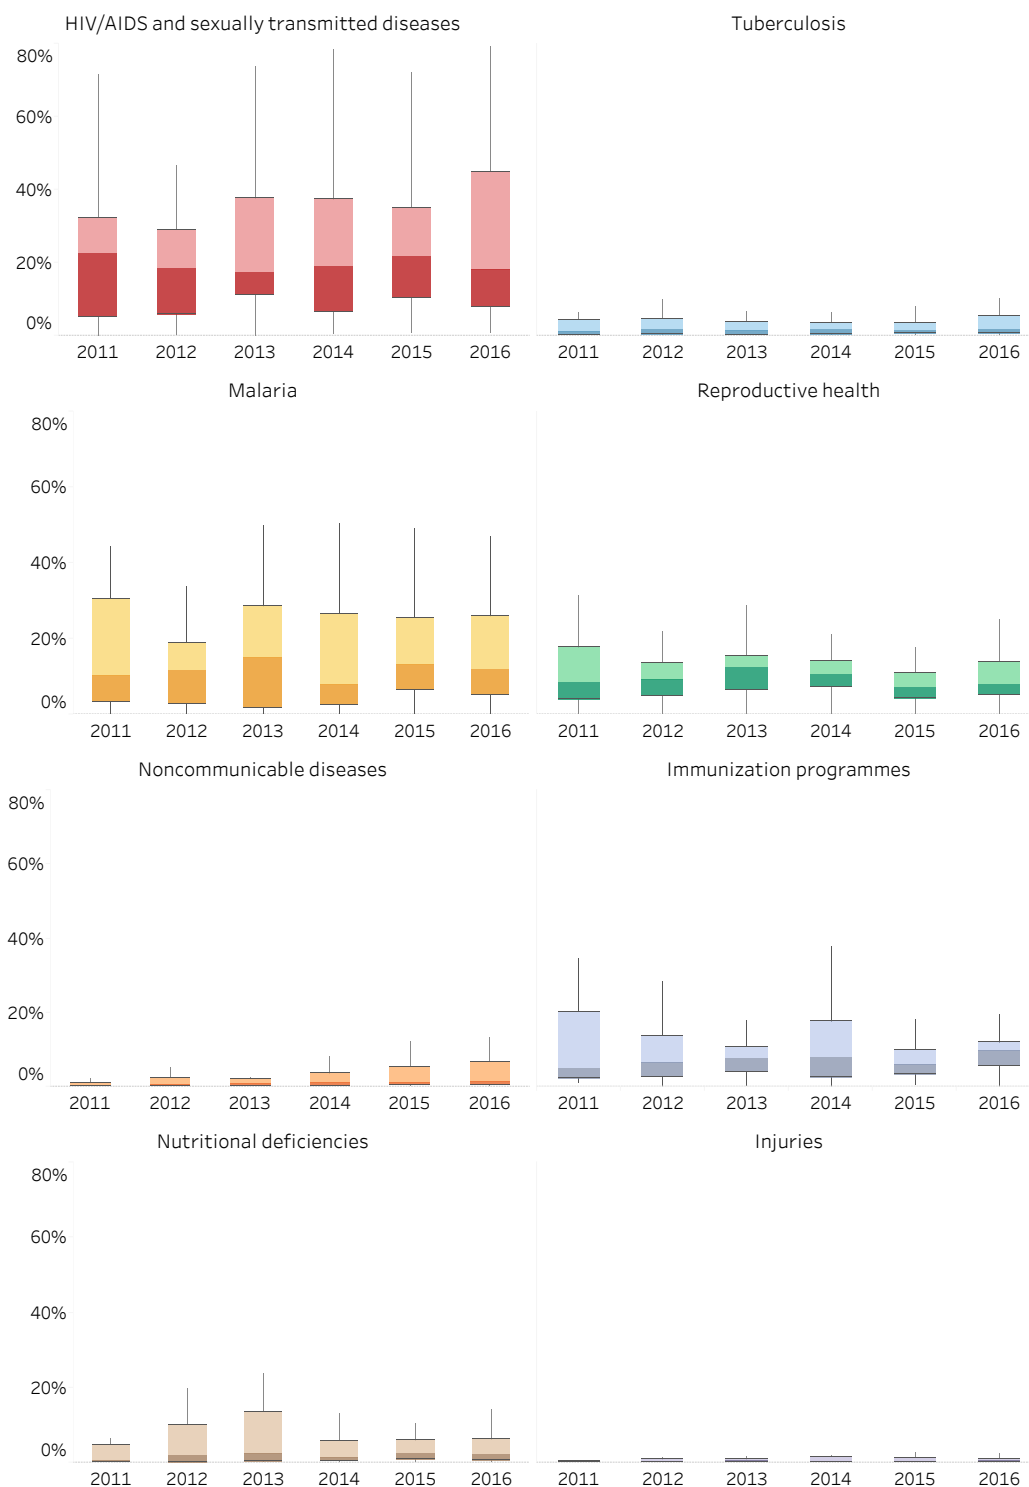 HIV/AIDS and sexually transmitted diseases
Tuberculosis
80%
60%
40%
20%
0%
2011 2012 2013 2014 2015 2016
2011 2012 2013 2014 2015 2016
Malaria
Reproductive health
80%
60%
40%
20%
0%
2011 2012 2013 2014 2015 2016
2011 2012 2013 2014 2015 2016
Noncommunicable diseases
Immunization programmes
80%
60%
40%
20%
0%
2011 2012 2013 2014 2015 2016
2011 2012 2013 2014 2015 2016
Nutritional deficiencies
Injuries
80%
60%
40%
20%
0%
2011 2012 2013 2014 2015 2016
2011 2012 2013 2014 2015 2016